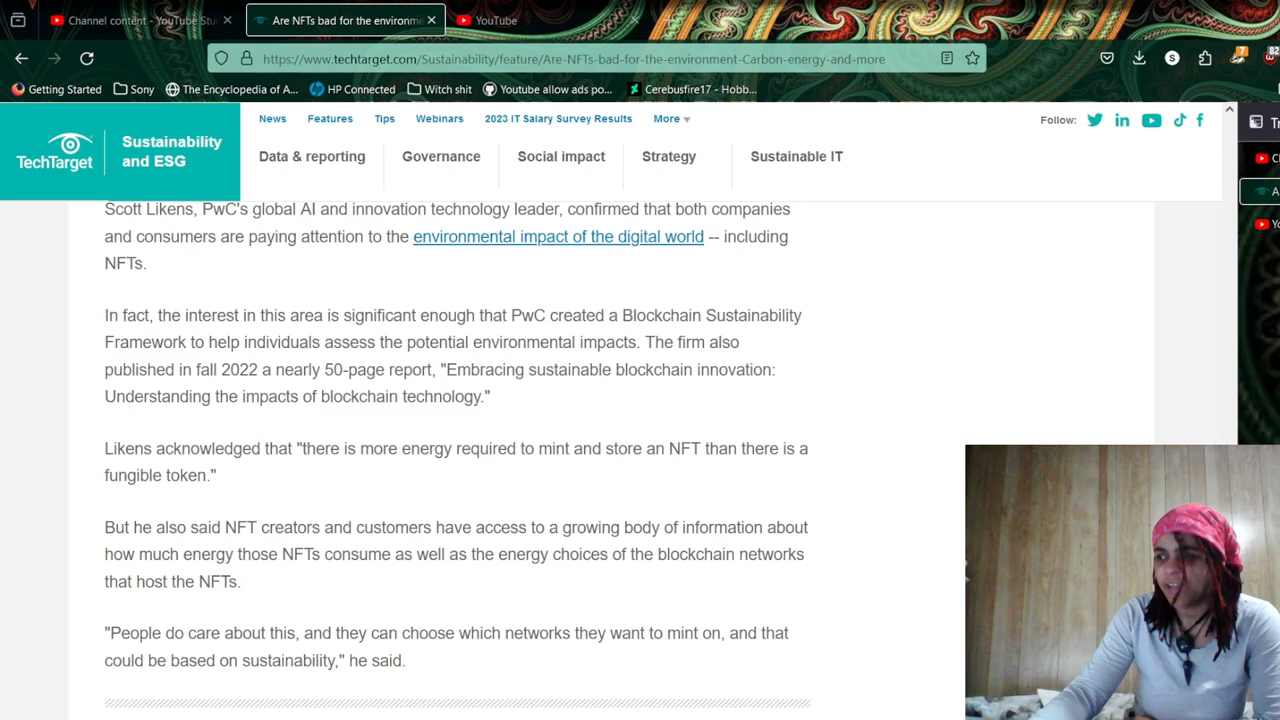 Channel content - YouTube Stu
Are NFTs bad for the environme
YouTube
https://www.techtarget.com/Sustainability/feature/Are-NFTs-bad-for-the-environment-Carbon-energy-and-more
S
7
82
Getting Started
Sony
The Encyclopedia of A...
HP Connected
Witch shit
Youtube allow ads po...
Cerebusfire17 - Hobb...
TechTarget
Sustainability
and ESG
News
Features
Tips
Webinars
2023 IT Salary Survey Results
More
Follow:
Data & reporting
Governance
Social impact
Strategy
Sustainable IT
Tr
C
A
Yo
Scott Likens, PwC's global AI and innovation technology leader, confirmed that both companies
and consumers are paying attention to the environmental impact of the digital world -- including
NFTs.
In fact, the interest in this area is significant enough that PwC created a Blockchain Sustainability
Framework to help individuals assess the potential environmental impacts. The firm also
published in fall 2022 a nearly 50-page report, "Embracing sustainable blockchain innovation:
Understanding the impacts of blockchain technology."
Likens acknowledged that "there is more energy required to mint and store an NFT than there is a
fungible token."
But he also said NFT creators and customers have access to a growing body of information about
how much energy those NFTs consume as well as the energy choices of the blockchain networks
that host the NFTs.
"People do care about this, and they can choose which networks they want to mint on, and that
could be based on sustainability," he said.